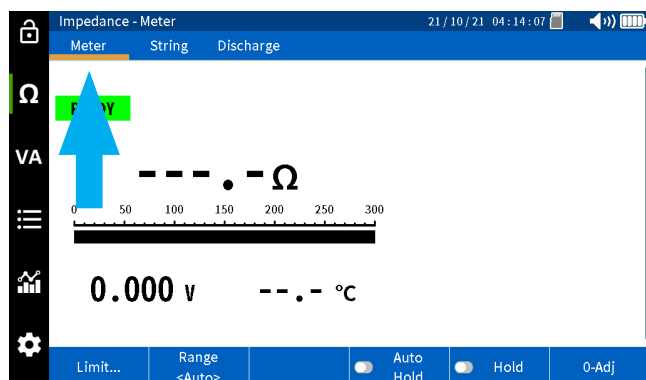 Impedance - Meter 21/10/21 04:14:07
Meter String Discharge
Ω
VA
---.-Ω
0 50 100 150 200 250 300
0.000 V --.- °C
Limit... Range <Auto> Auto Hold Hold 0-Adj